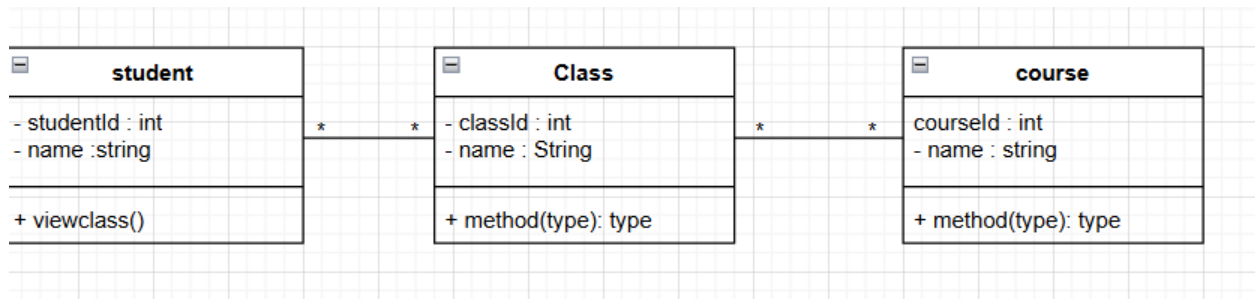 student
- studentId : int
- name :string
+ viewclass()
* *
Class
- classId : int
- name : String
+ method(type): type
* *
course
courseId : int
- name : string
+ method(type): type